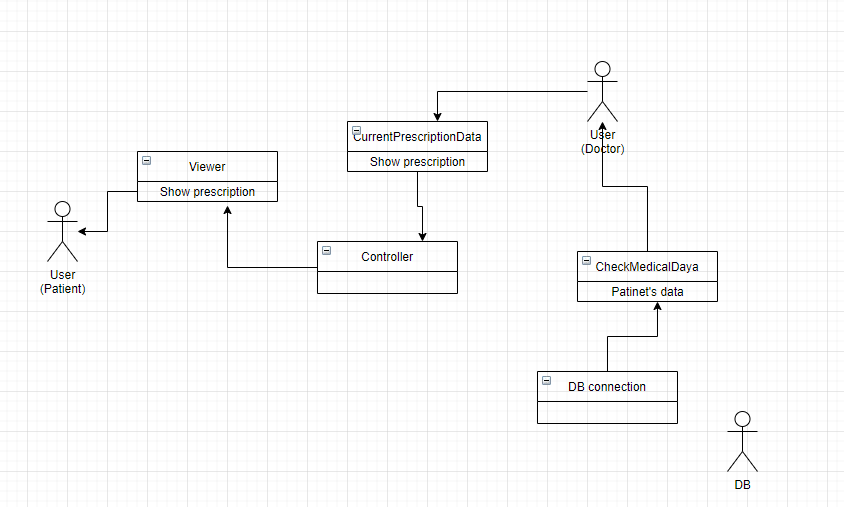 User
(Doctor)
CurrentPrescriptionData
Show prescription
Viewer
Show prescription
User
(Patient)
Controller
CheckMedicalDaya
Patinet's data
DB connection
DB